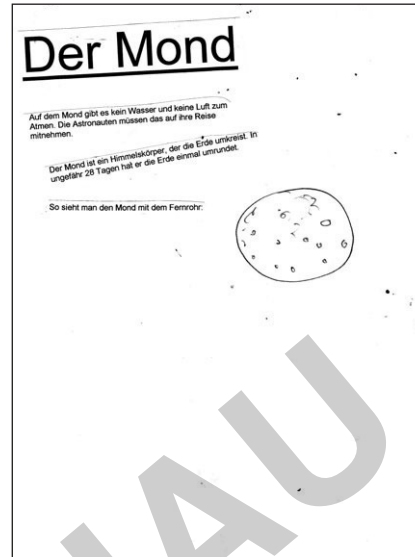 Der Mond
Auf dem Mond gibt es kein Wasser und keine Luft zum
Atmen. Die Astronauten müssen das auf ihre Reise
mitnehmen.
Der Mond ist ein Himmelskörper, der die Erde umkreist. In
ungefähr 28 Tagen hat er die Erde einmal umrundet.
So sieht man den Mond mit dem Fernrohr:
HAU